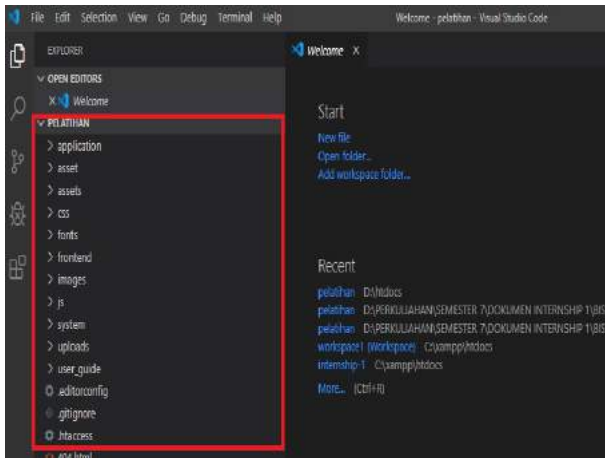 File Edit Selection View Go Debug Terminal Help
Welcome - pelatihan - Visual Studio Code
EXPLORER
OPEN EDITORS
Welcome
PELATIHAN
application
asset
assets
css
fonts
frontend
images
js
system
uploads
user_guide
.editorconfig
.gitignore
.htaccess
404.html
Welcome
Start
New file
Open folder...
Add workspace folder...
Recent
pelatihan D:\htdocs
pelatihan D:\PERKULIAHAN\SEMESTER 7\DOKUMEN INTERNSHIP 1\BIS
pelatihan D:\PERKULIAHAN\SEMESTER 7\DOKUMEN INTERNSHIP 1\BIS
workspace1 (Workspace) C:\xampp\htdocs
internship-1 C:\xampp\htdocs
More... (Ctrl+R)